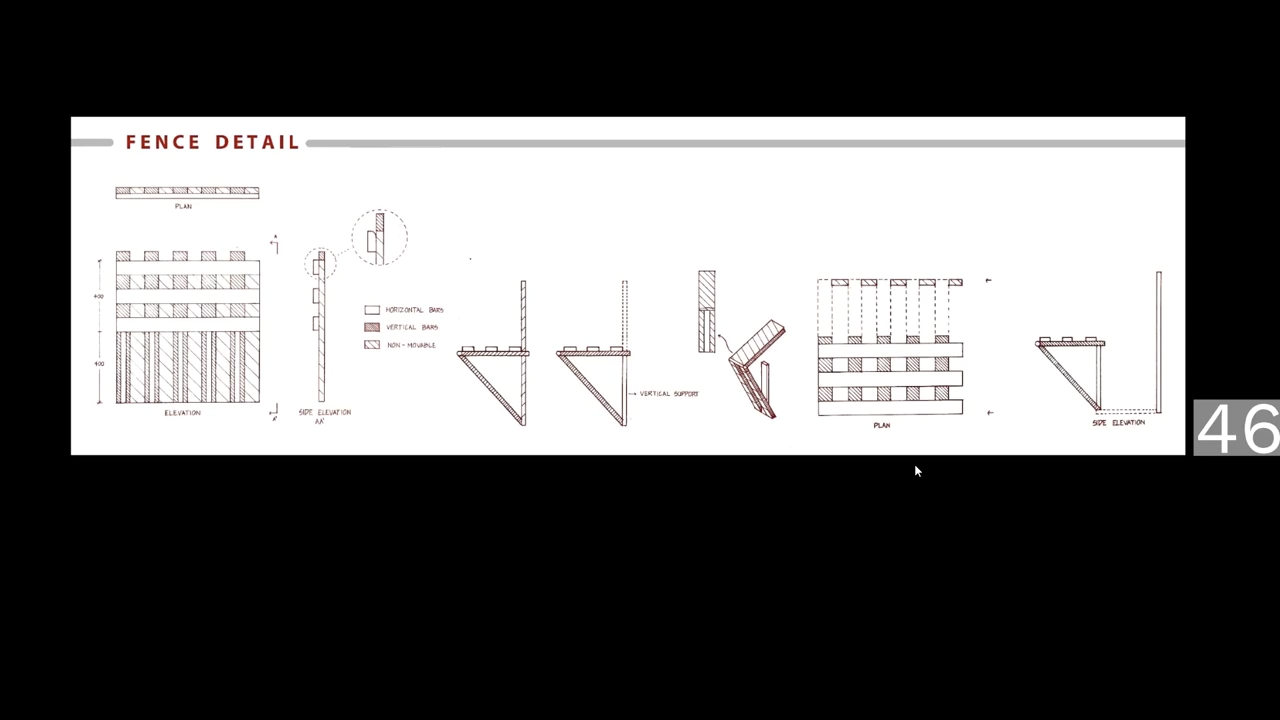 FENCE DETAIL
PLAN
A
400
400
ELEVATION
A'
SIDE ELEVATION
AA'
HORIZONTAL BARS
VERTICAL BARS
NON-MOVABLE
VERTICAL SUPPORT
PLAN
SIDE ELEVATION
46